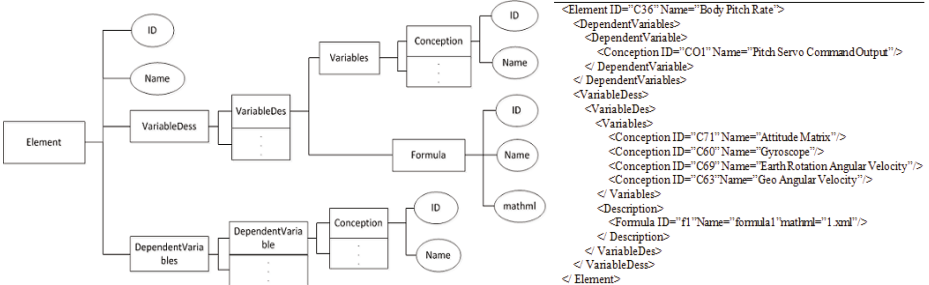 ID
Name
Element
VariableDess
VariableDes
Variables
Conception
ID
Name
Formula
ID
Name
mathml
DependentVaria
bles
DependentVaria
ble
Conception
ID
Name
<Element ID="C36" Name="Body Pitch Rate">
<DependentVariables>
<DependentVariable>
<Conception ID="CO1" Name="Pitch Servo CommandOutput"/>
</ DependentVariable>
</ DependentVariables>
<VariableDess>
<VariableDes>
<Variables>
<Conception ID="C71" Name="Attitude Matrix"/>
<Conception ID="C60" Name="Gyroscope"/>
<Conception ID="C69" Name="Earth Rotation Angular Velocity"/>
<Conception ID="C63"Name="Geo Angular Velocity"/>
</ Variables>
<Description>
<Formula ID="f1"Name="formula1"mathml="1.xml"/>
</ Description>
</ VariableDes>
</ VariableDess>
</ Element>